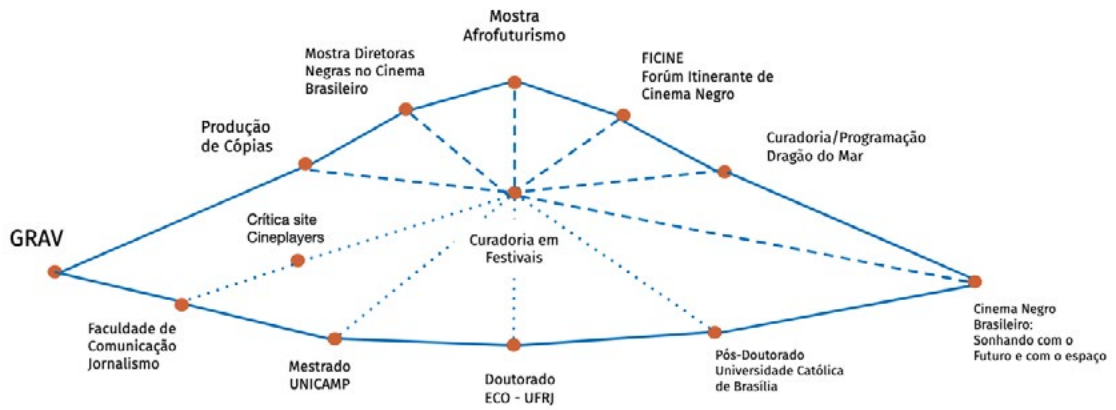 Mostra
Afrofuturismo
Mostra Diretoras
Negras no Cinema
Brasileiro
FICINE
Forúm Itinerante de
Cinema Negro
Produção
de Cópias
Curadoria/Programação
Dragão do Mar
Crítica site
Cineplayers
GRAV
Curadoria em
Festivais
Faculdade de
Comunicação
Jornalismo
Mestrado
UNICAMP
Doutorado
ECO - UFRJ
Pós-Doutorado
Universidade Católica
de Brasília
Cinema Negro
Brasileiro:
Sonhando com o
Futuro e com o espaço